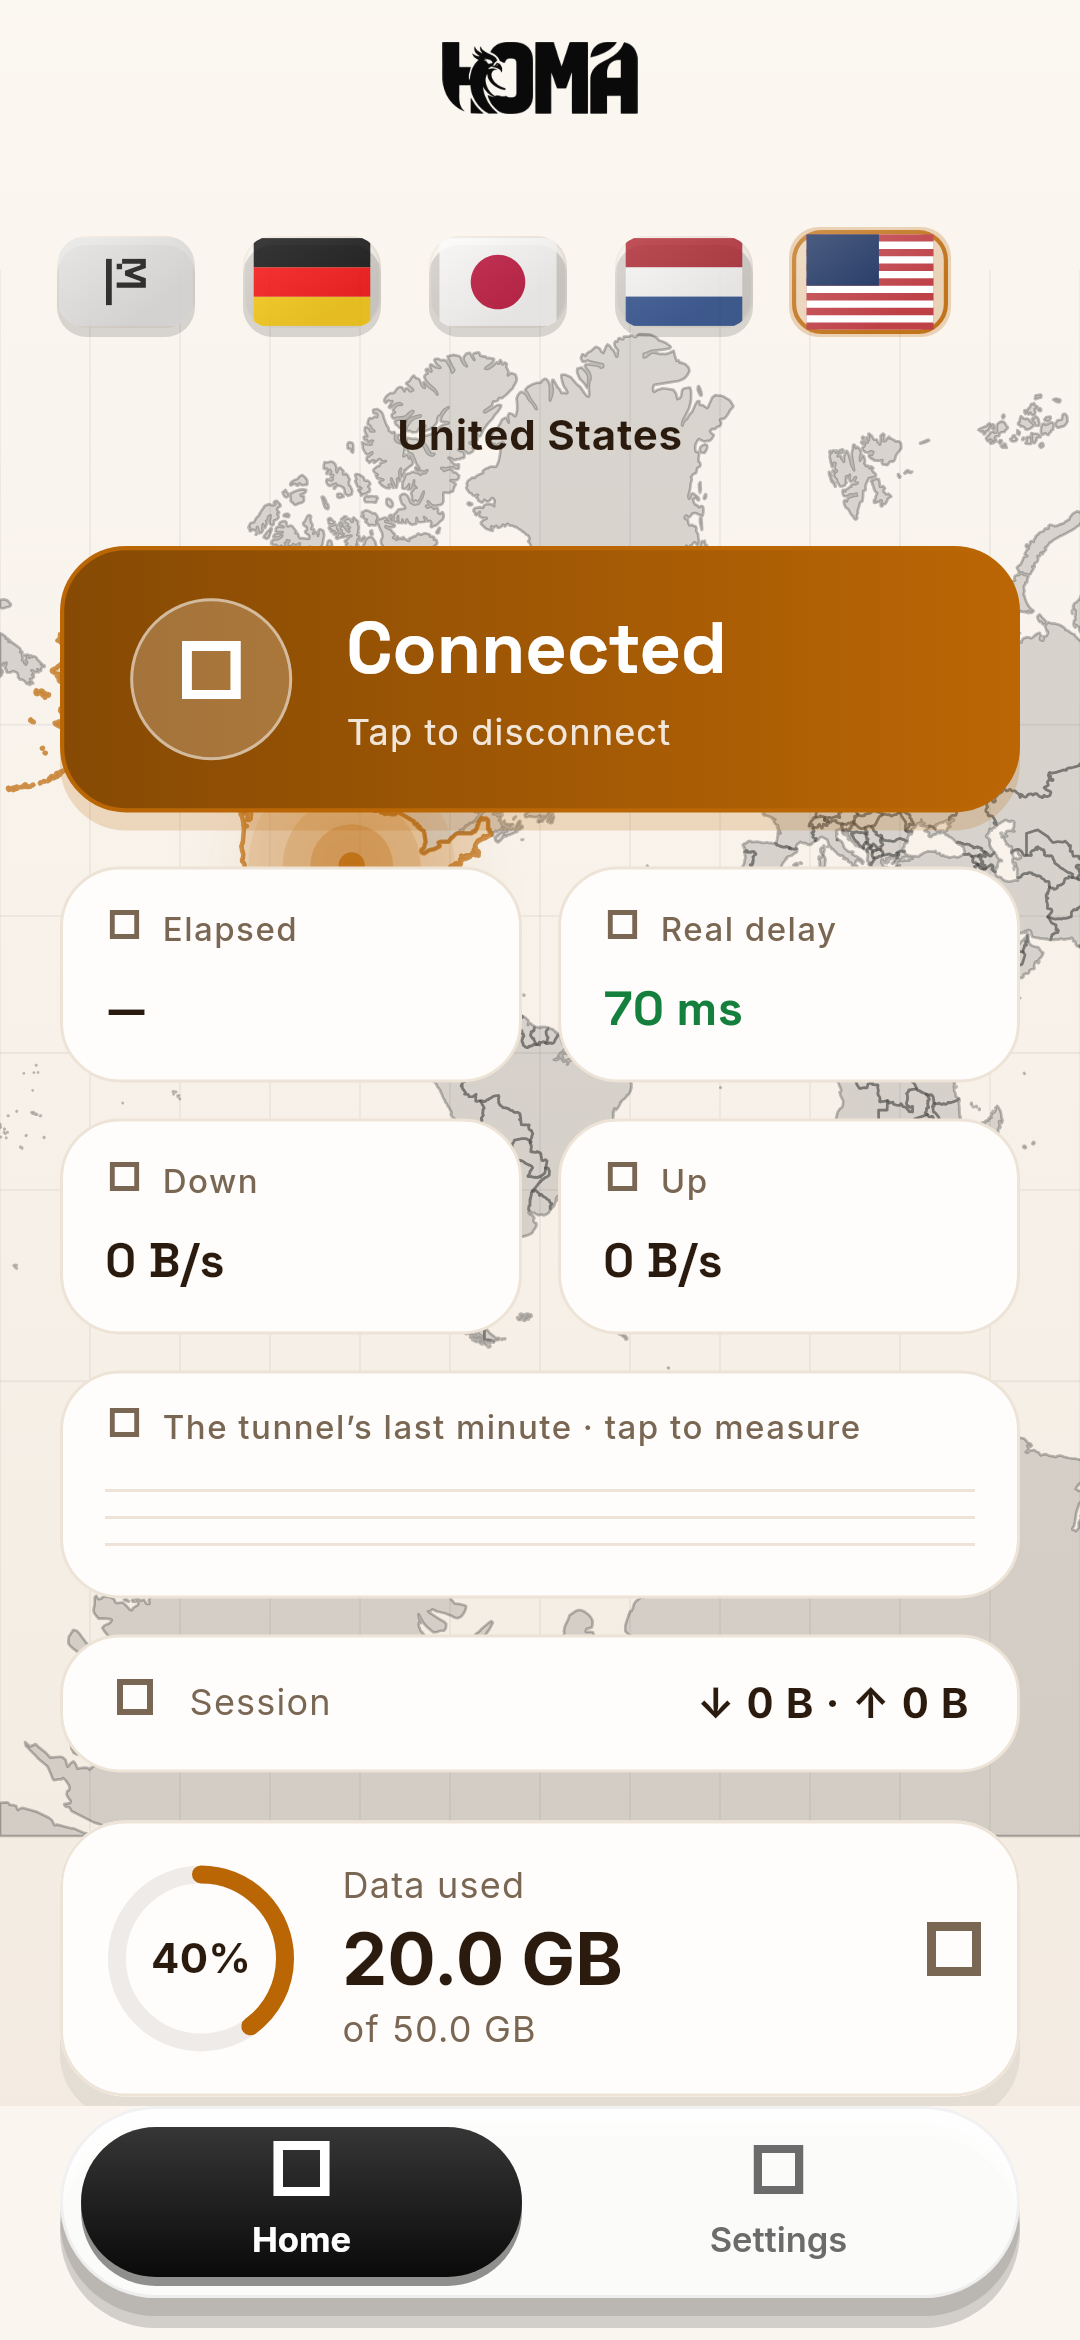 HOMA
United States
Connected
Tap to disconnect
Elapsed
—
Real delay
70 ms
Down
0 B/s
Up
0 B/s
The tunnel’s last minute · tap to measure
Session
↓ 0 B · ↑ 0 B
40%
Data used
20.0 GB
of 50.0 GB
Home
Settings